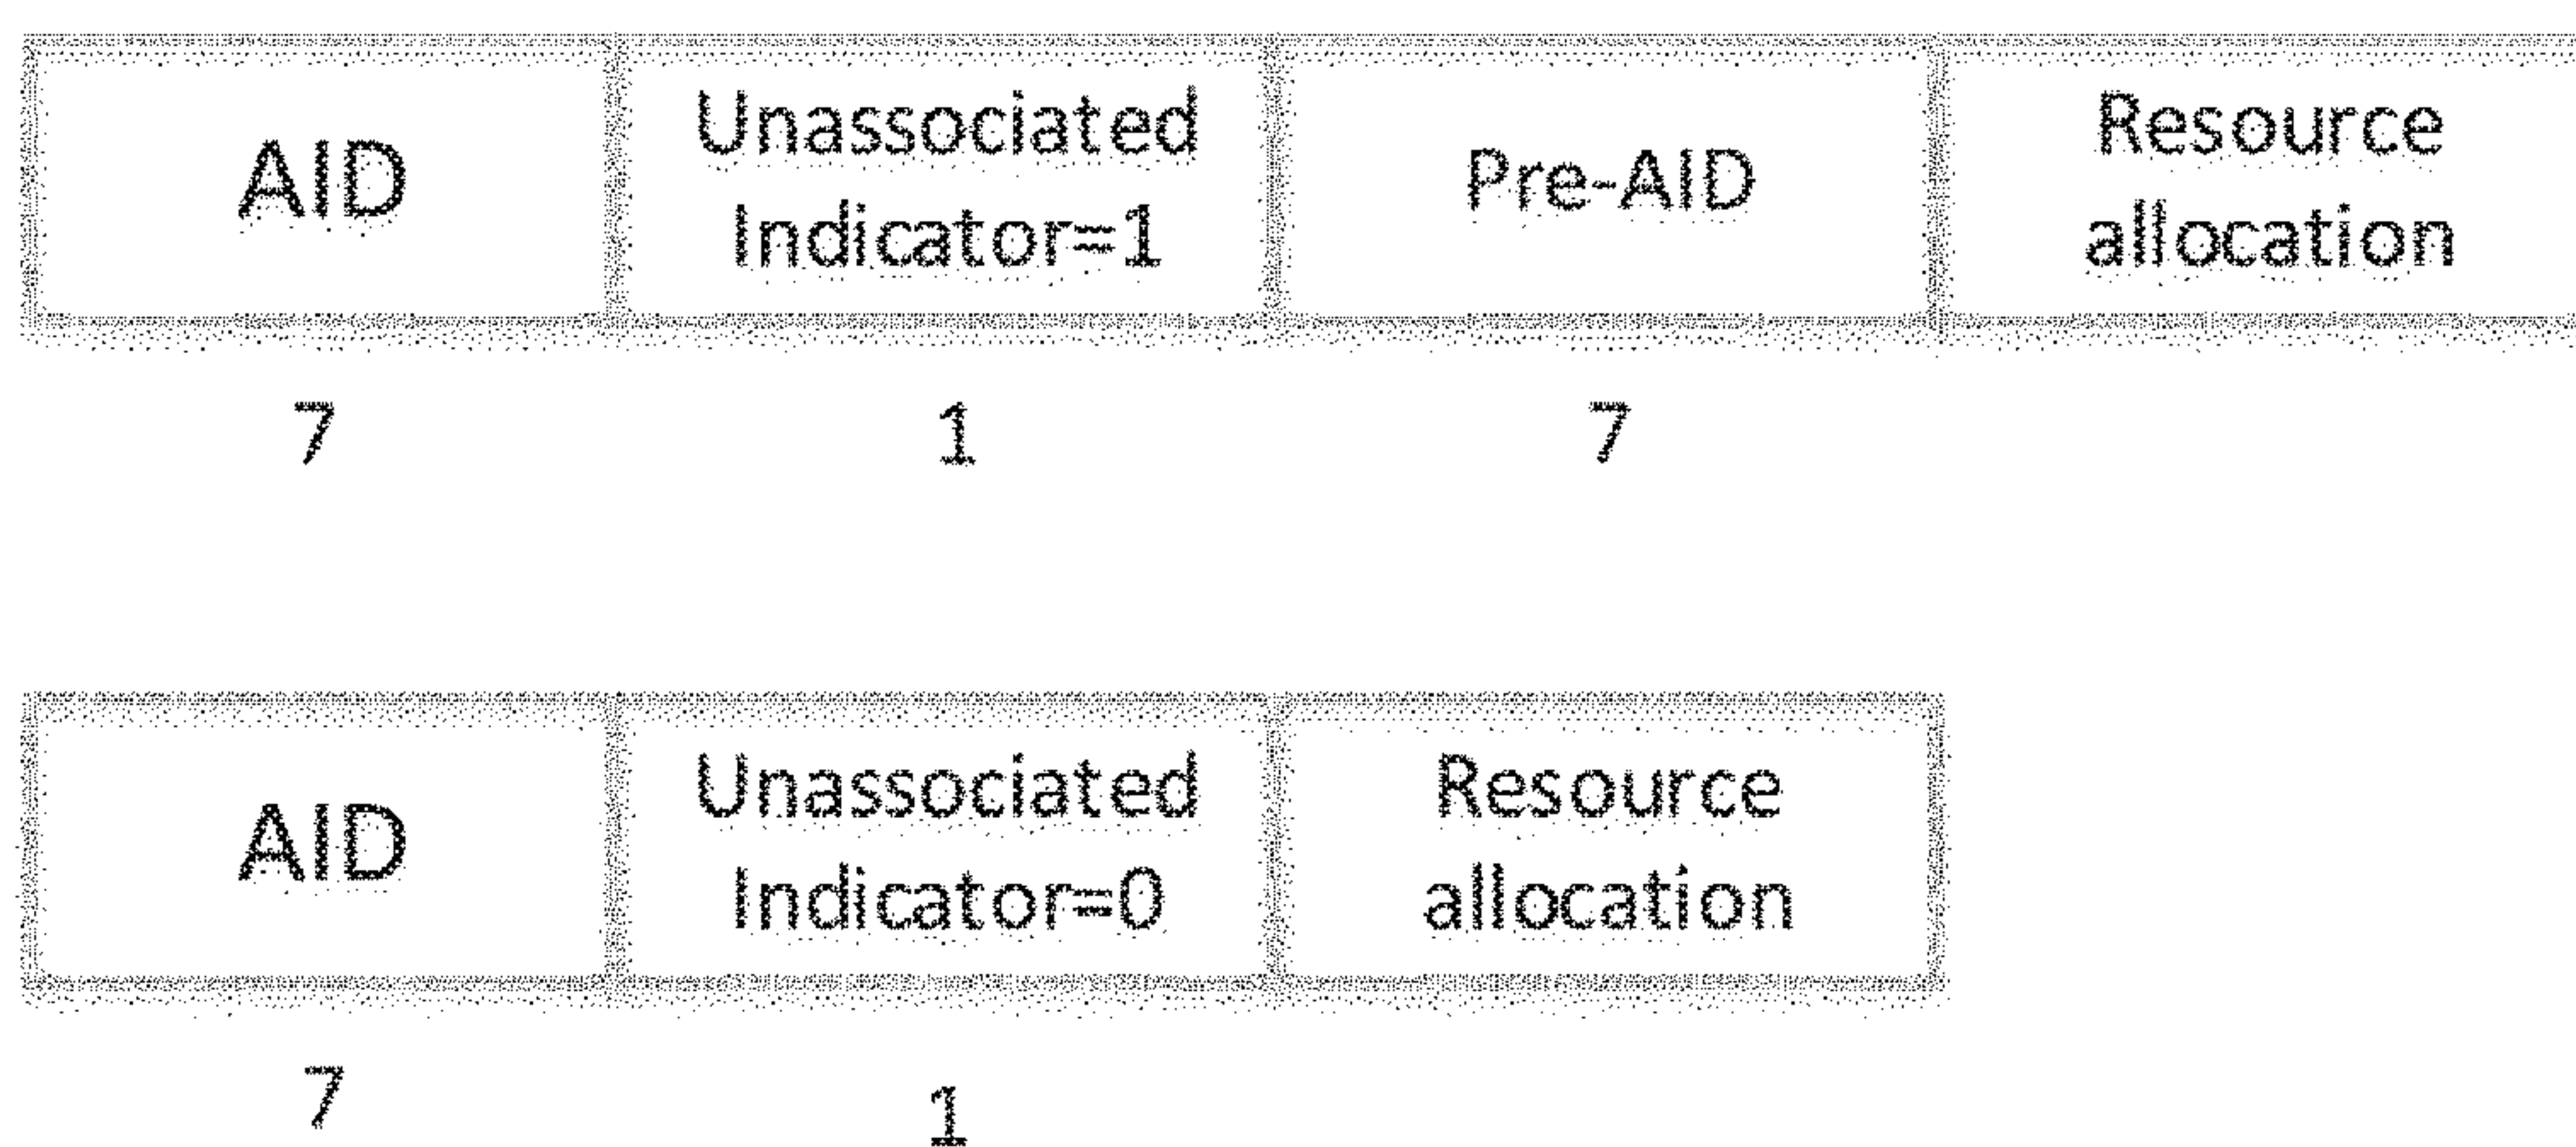 AID
Unassociated
Indicator=1
Pre-AID
Resource
allocation
7
1
7
AID
Unassociated
Indicator=0
Resource
allocation
7
1